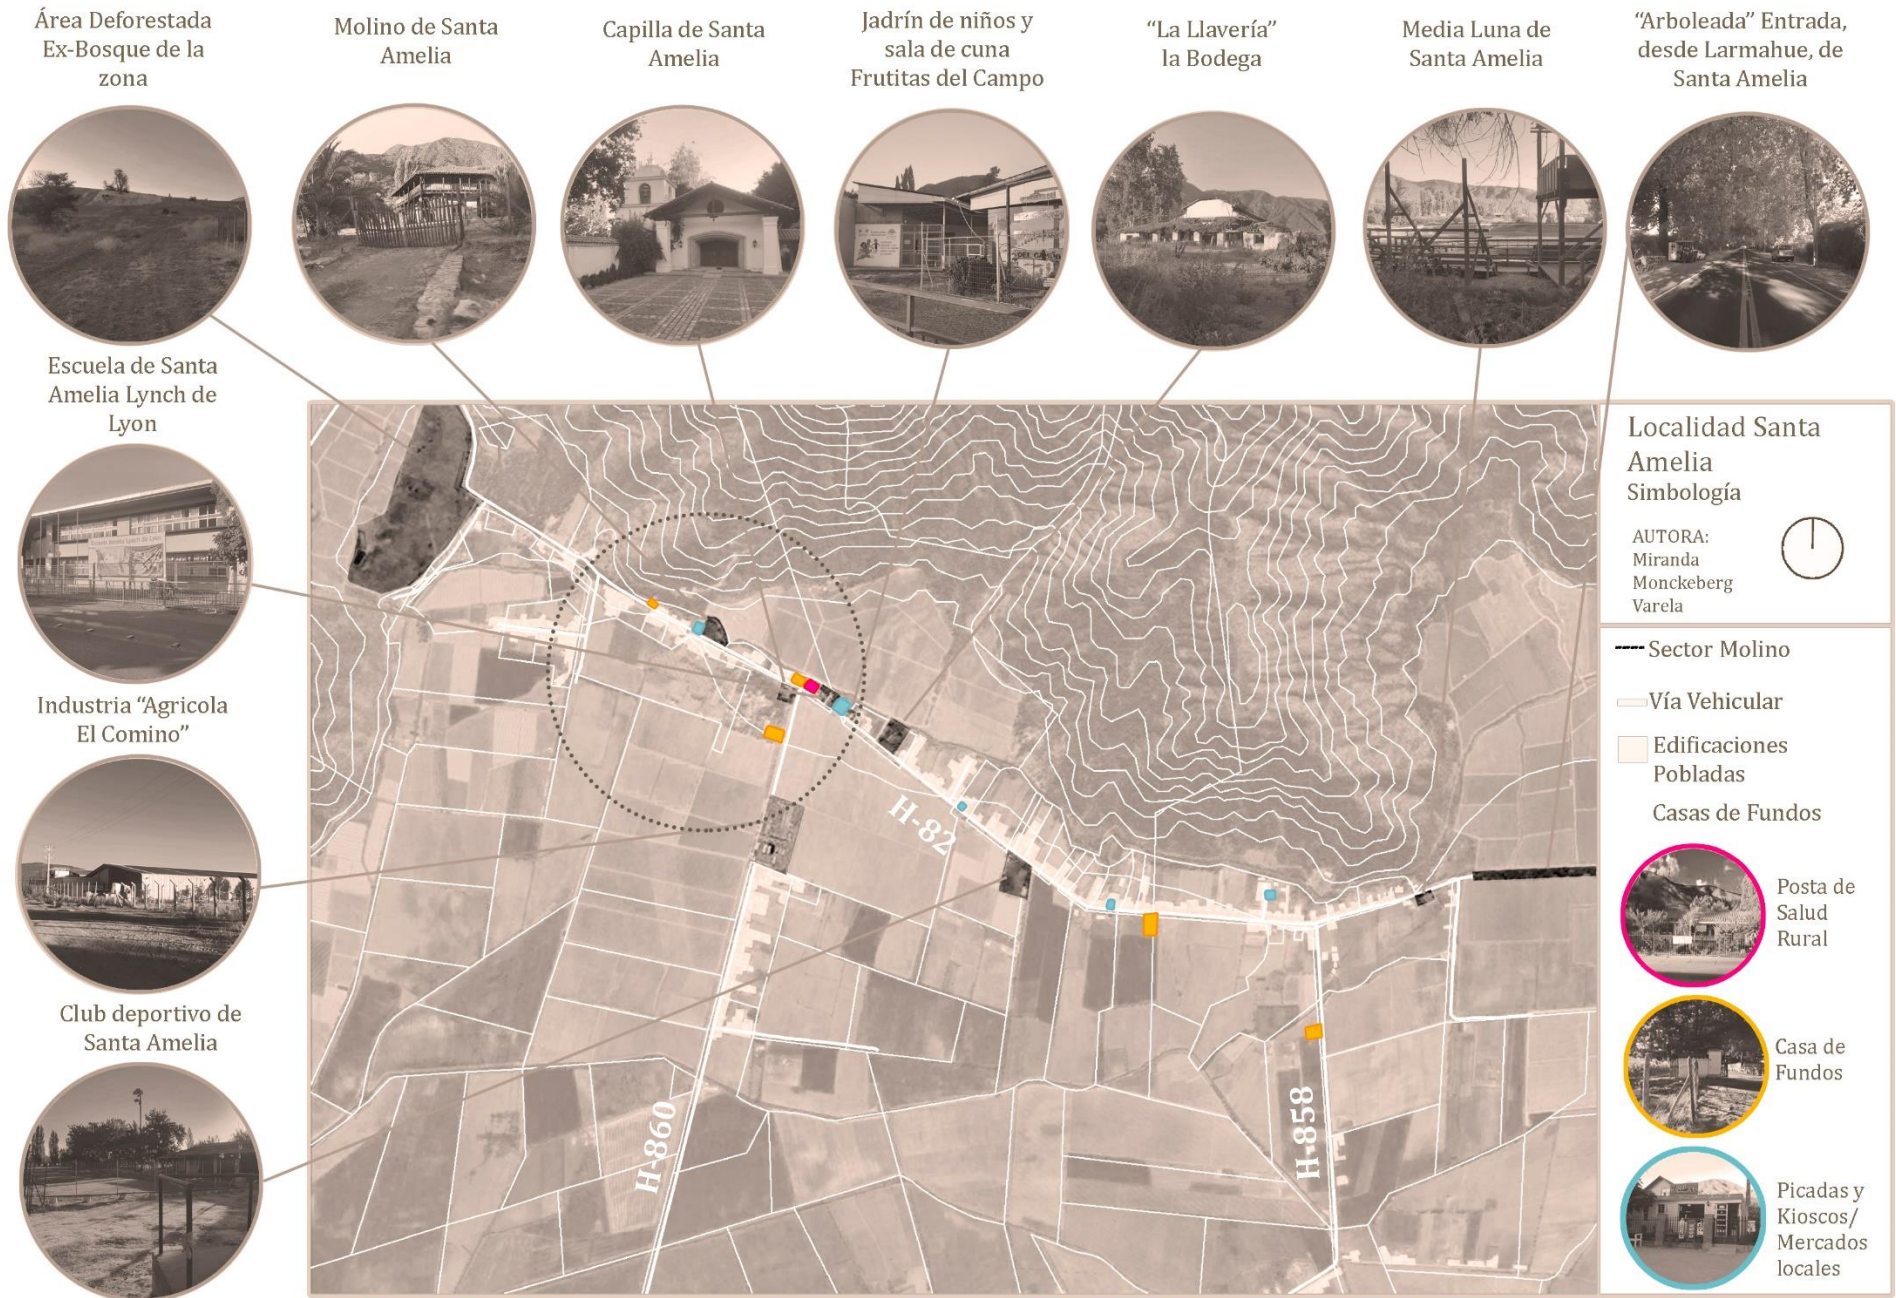 Área Deforestada
Ex-Bosque de la
zona
Molino de Santa
Amelia
Capilla de Santa
Amelia
Jadrín de niños y
sala de cuna
Frutitas del Campo
“La Llavería”
la Bodega
Media Luna de
Santa Amelia
“Arboleada” Entrada,
desde Larmahue, de
Santa Amelia
Escuela de Santa
Amelia Lynch de
Lyon
Industria “Agricola
El Comino”
Club deportivo de
Santa Amelia
H-82
H-860
H-858
Localidad Santa
Amelia
Simbología
AUTORA:
Miranda
Monckeberg
Varela
Sector Molino
Vía Vehicular
Edificaciones
Pobladas
Casas de Fundos
Posta de
Salud
Rural
Casa de
Fundos
Picadas y
Kioscos/
Mercados
locales